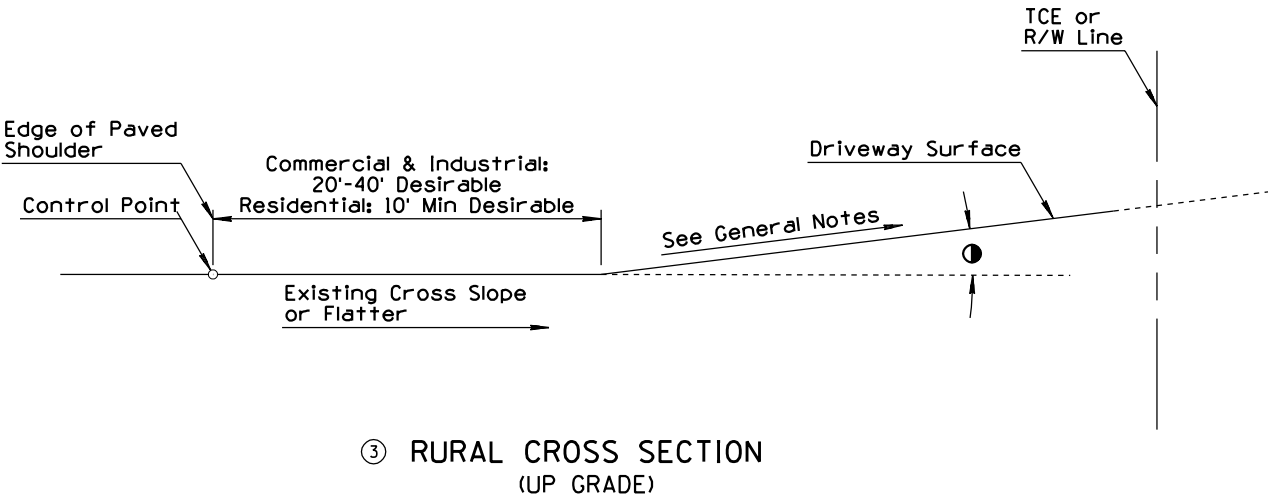 TCE or
R/W Line
Edge of Paved
Shoulder
Commercial & Industrial:
20'-40' Desirable
Residential: 10' Min Desirable
Control Point
Driveway Surface
See General Notes
Existing Cross Slope
or Flatter
③ RURAL CROSS SECTION
(UP GRADE)